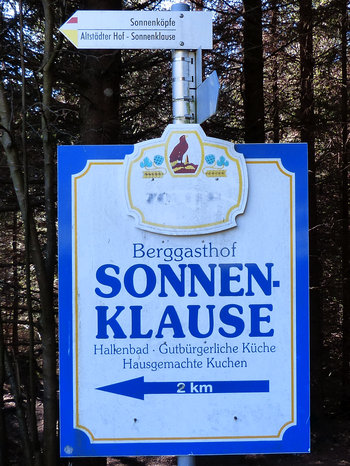 Sonnenköpfe
Altstädter Hof - Sonnenklause
Berggasthof
SONNEN-
KLAUSE
Hallenbad · Gutbürgerliche Küche
Hausgemachte Kuchen
2 km